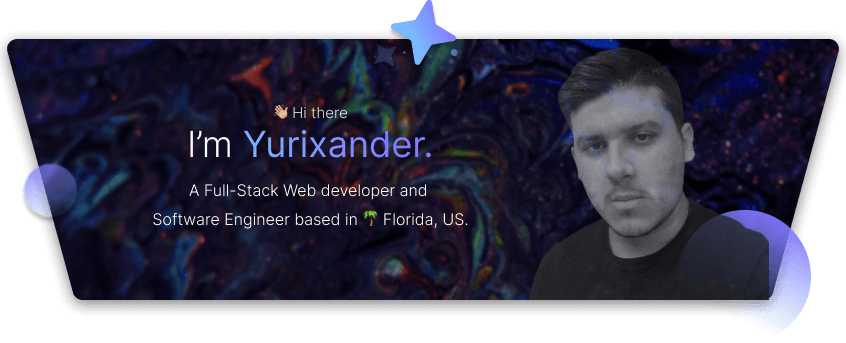 👋 Hi there
I’m Yurixander.
A Full-Stack Web developer and
Software Engineer based in 🌴 Florida, US.